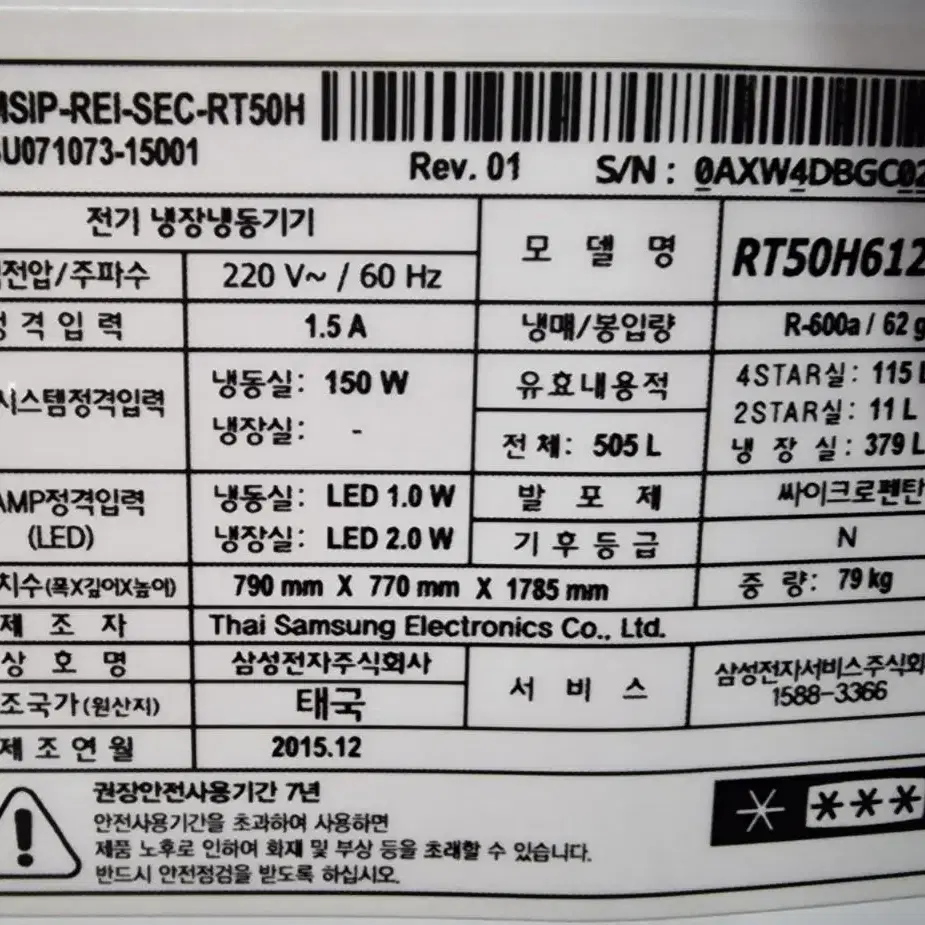 MSIP-REI-SEC-RT50H
SU071073-15001
Rev. 01 S/N : 0AXW4DBGC02
전기 냉장냉동기기
모 델 명 RT50H612
전압/주파수 220 V~ / 60 Hz
정 격 입 력 1.5 A
냉매/봉입량 R-600a / 62 g
시스템정격입력 냉동실: 150 W
냉장실: -
유효내용적
전 체: 505 L
4STAR실: 115 L
2STAR실: 11 L
냉 장 실: 379 L
AMP정격입력
(LED)
냉동실: LED 1.0 W
냉장실: LED 2.0 W
발 포 제 싸이크로펜탄
기 후 등 급 N
치수(폭X깊이X높이) 790 mm X 770 mm X 1785 mm
중 량: 79 kg
제 조 자 Thai Samsung Electronics Co., Ltd.
상 호 명 삼성전자주식회사
서 비 스 삼성전자서비스주식회
1588-3366
조국가(원산지) 태국
제 조 연 월 2015.12
권장안전사용기간 7년
안전사용기간을 초과하여 사용하면
제품 노후로 인하여 화재 및 부상 등을 초래할 수 있습니다.
반드시 안전점검을 받도록 하십시오.